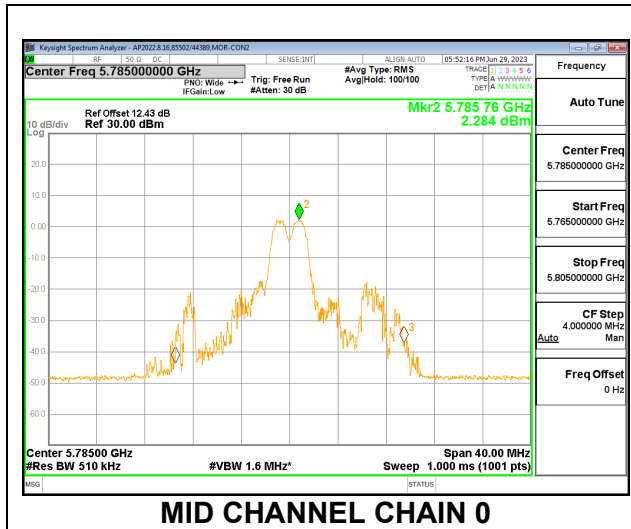 Keysight Spectrum Analyzer - AP2022.8.16,85502/44389,MOR-CON2
RF 50 Ω DC SENSE:INT ALIGN AUTO 05:52:16 PM Jun 29, 2023
Center Freq 5.785000000 GHz #Avg Type: RMS TRACE 1 2 3 4 5 6
PNO: Wide Trig: Free Run Avg|Hold: 100/100 TYPE A WWWWW
IFGain:Low #Atten: 30 dB DET A N N N N N
Mkr2 5.785 76 GHz
Ref Offset 12.43 dB
10 dB/div Ref 30.00 dBm 2.284 dBm
Log
20.0
10.0
2
0.00
-10.0
-20.0
-30.0
3
-40.0
-50.0
-60.0
Center 5.78500 GHz Span 40.00 MHz
#Res BW 510 kHz #VBW 1.6 MHz* Sweep 1.000 ms (1001 pts)
MSG STATUS
Frequency
Auto Tune
Center Freq
5.785000000 GHz
Start Freq
5.765000000 GHz
Stop Freq
5.805000000 GHz
CF Step
4.000000 MHz
Auto Man
Freq Offset
0 Hz
MID CHANNEL CHAIN 0